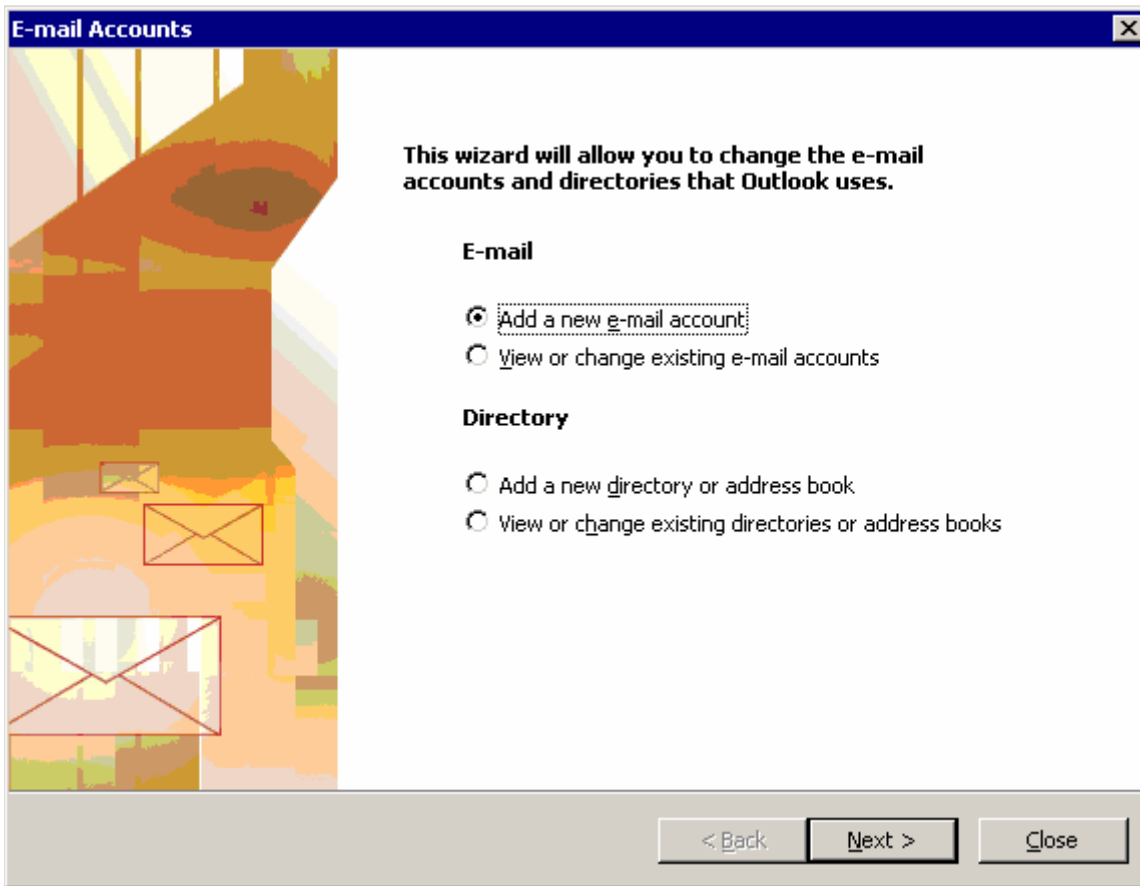 E-mail Accounts
This wizard will allow you to change the e-mail
accounts and directories that Outlook uses.
E-mail
Add a new e-mail account
View or change existing e-mail accounts
Directory
Add a new directory or address book
View or change existing directories or address books
< Back
Next >
Close